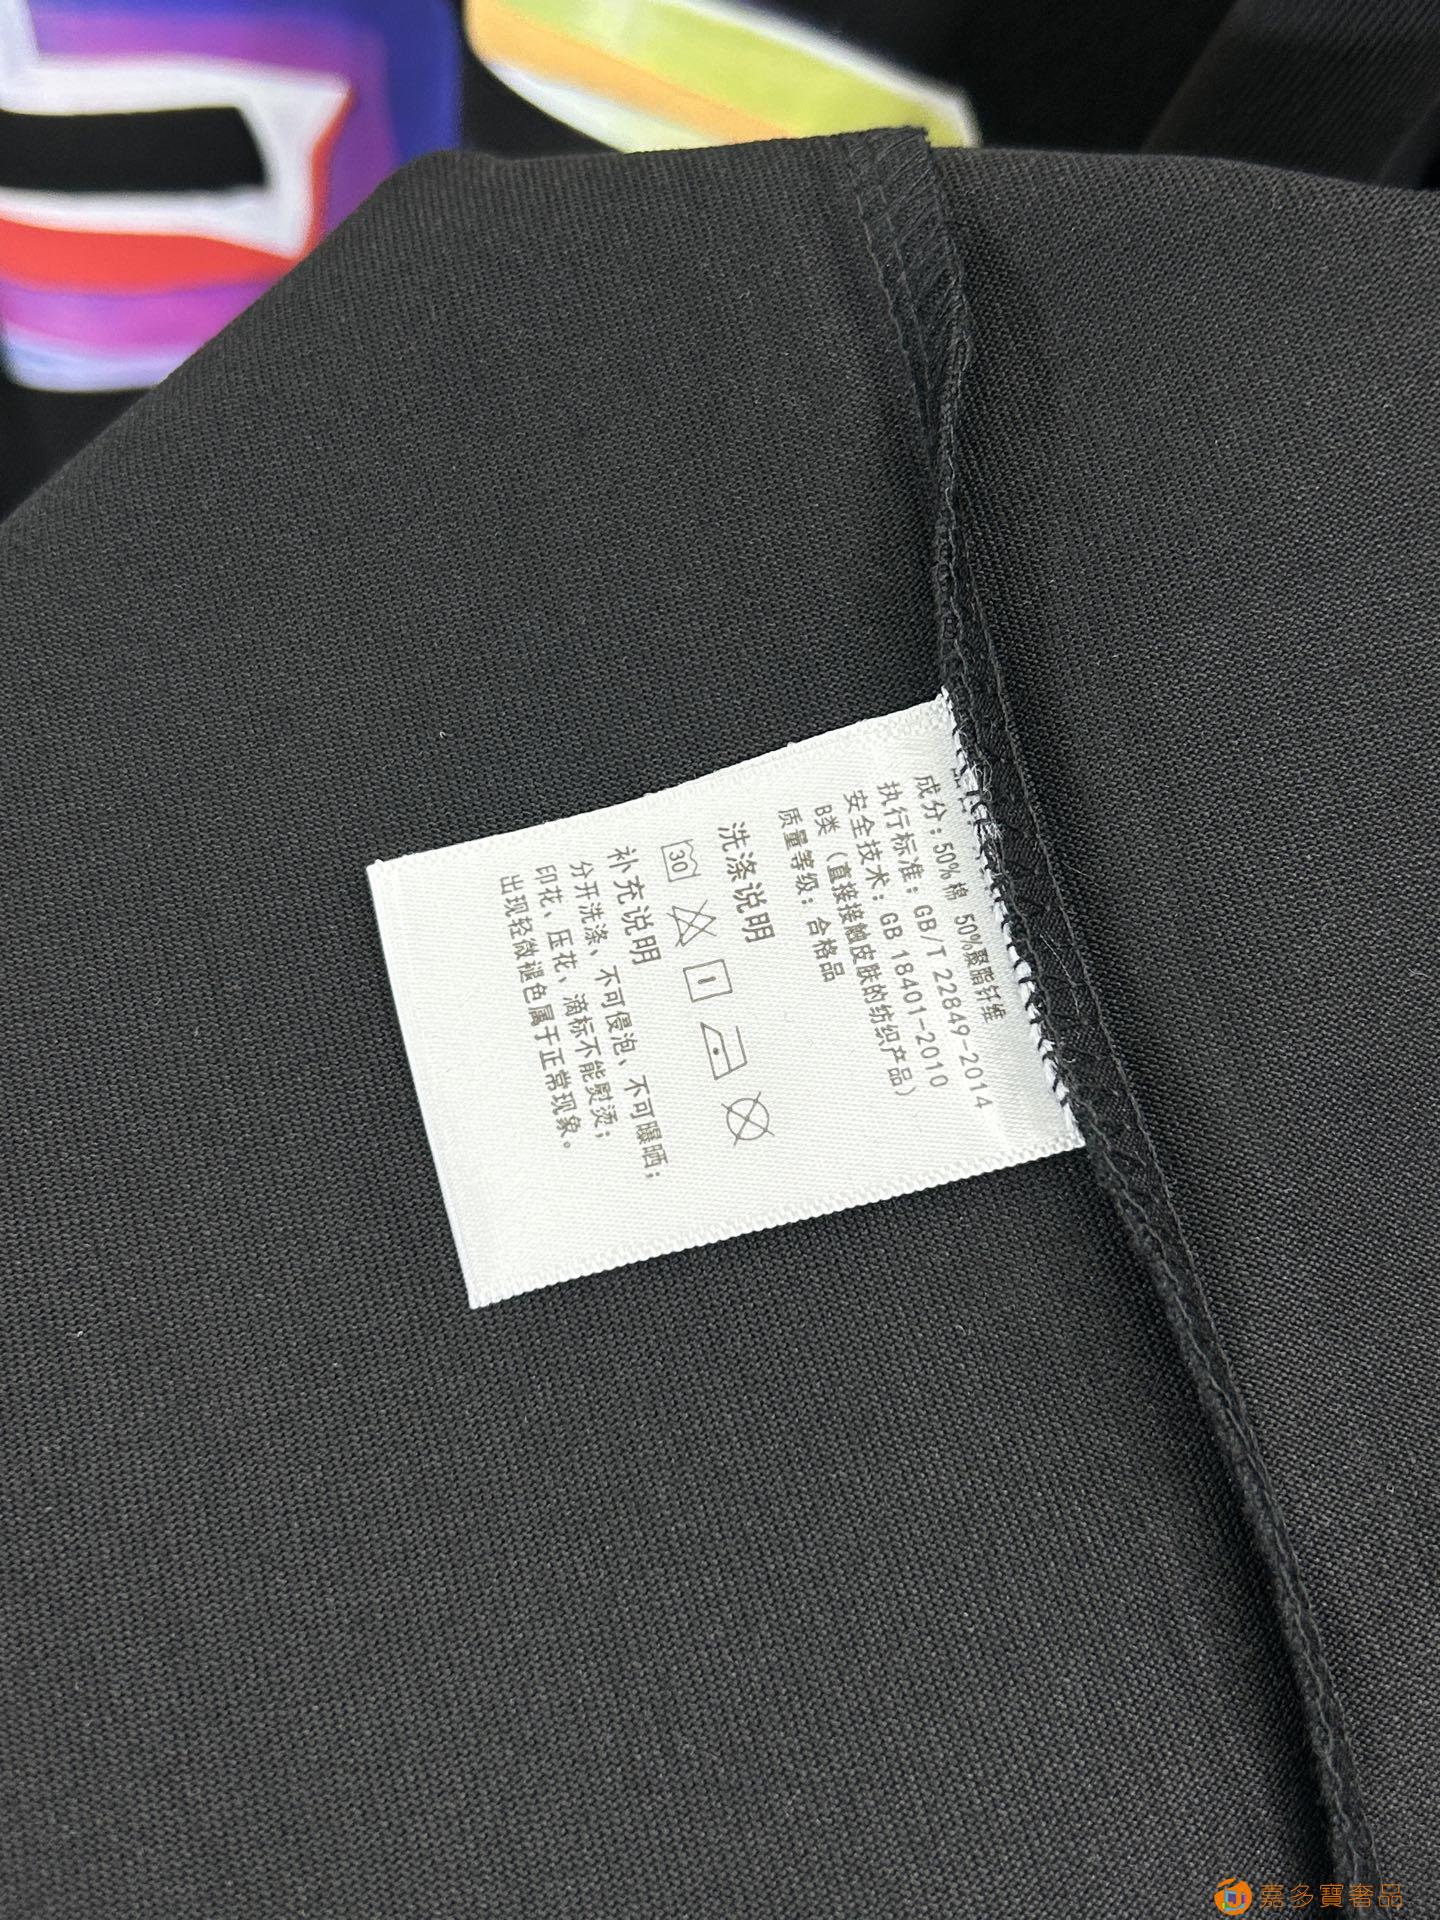 成分：50% 棉 50%聚脂纤维
执行标准：GB/T 22849-2014
安全技术：GB 18401-2010
B类（直接接触皮肤的纺织产品）
质量等级：合格品
洗涤说明
30
补充说明
分开洗涤、不可侵泡、不可曝晒；
印花、压花、滴标不能熨烫；
出现轻微褪色属于正常现象。
嘉多寶奢品